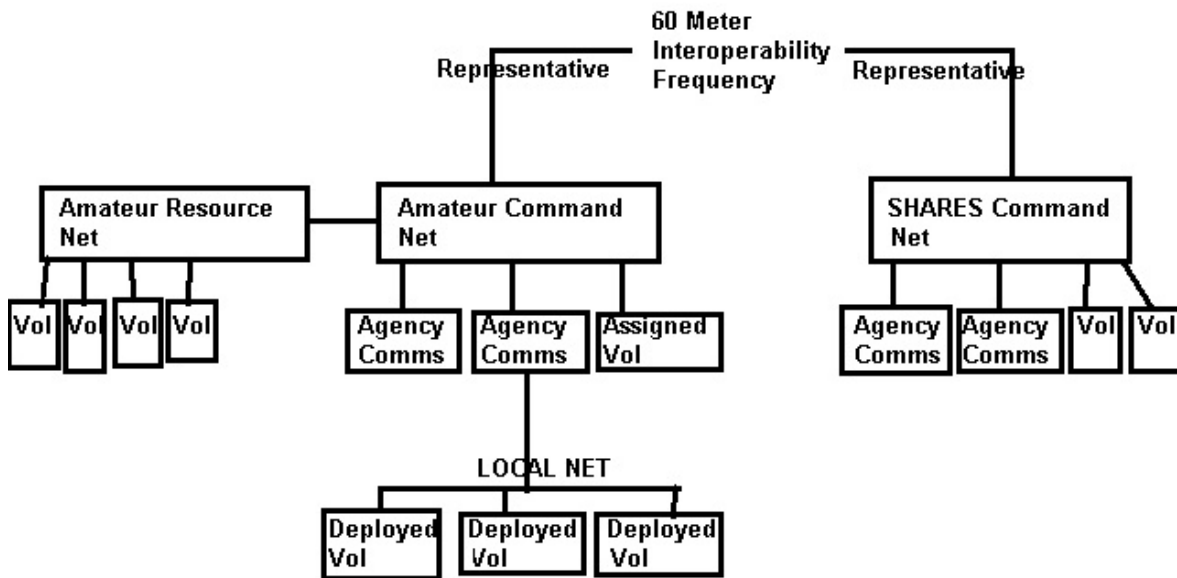 60 Meter
Interoperability
Frequency
Representative
Representative
Amateur Resource
Net
Amateur Command
Net
SHARES Command
Net
Vol
Vol
Vol
Vol
Agency
Comms
Agency
Comms
Assigned
Vol
Agency
Comms
Agency
Comms
Vol
Vol
LOCAL NET
Deployed
Vol
Deployed
Vol
Deployed
Vol